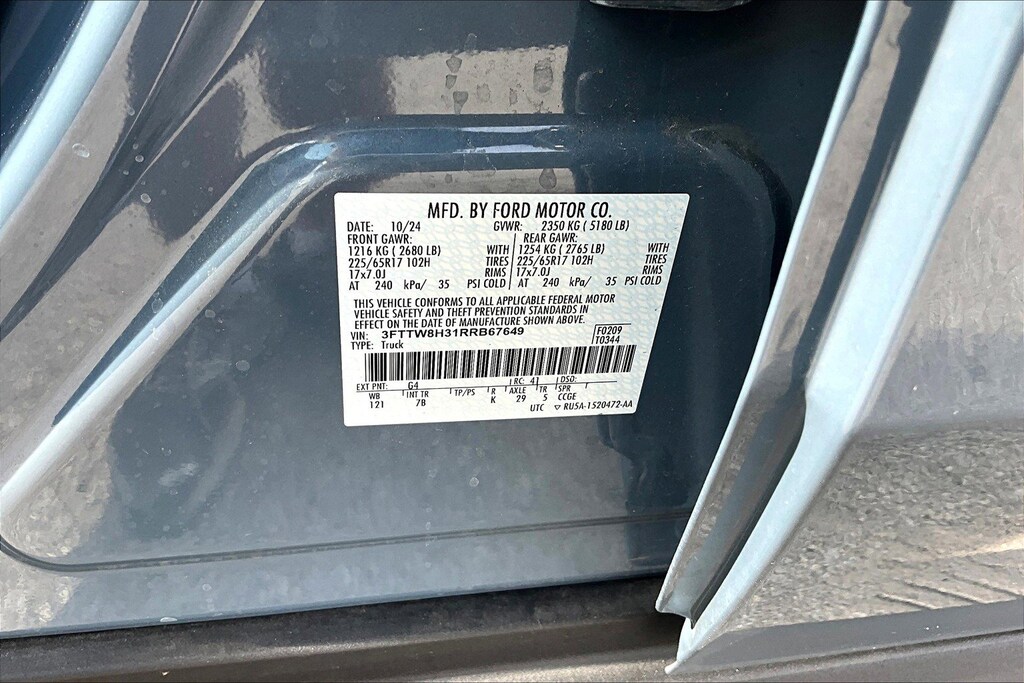 MFD. BY FORD MOTOR CO.
DATE: 10/24 GVWR: 2350 KG ( 5180 LB)
FRONT GAWR: REAR GAWR:
1216 KG ( 2680 LB) WITH 1254 KG ( 2765 LB) WITH
225/65R17 102H TIRES 225/65R17 102H TIRES
17x7.0J RIMS 17x7.0J RIMS
AT 240 kPa/ 35 PSI COLD AT 240 kPa/ 35 PSI COLD
THIS VEHICLE CONFORMS TO ALL APPLICABLE FEDERAL MOTOR
VEHICLE SAFETY AND THEFT PREVENTION STANDARDS IN
EFFECT ON THE DATE OF MANUFACTURE SHOWN ABOVE.
VIN: 3FTTW8H31RRB67649 F0209
TYPE: Truck T0344
EXT PNT: G4 RC: 41 DSO:
WB INT TR TP/PS R AXLE TR SPR
121 7B K 29 5 CCGE
UTC ▽ RU5A-1520472-AA